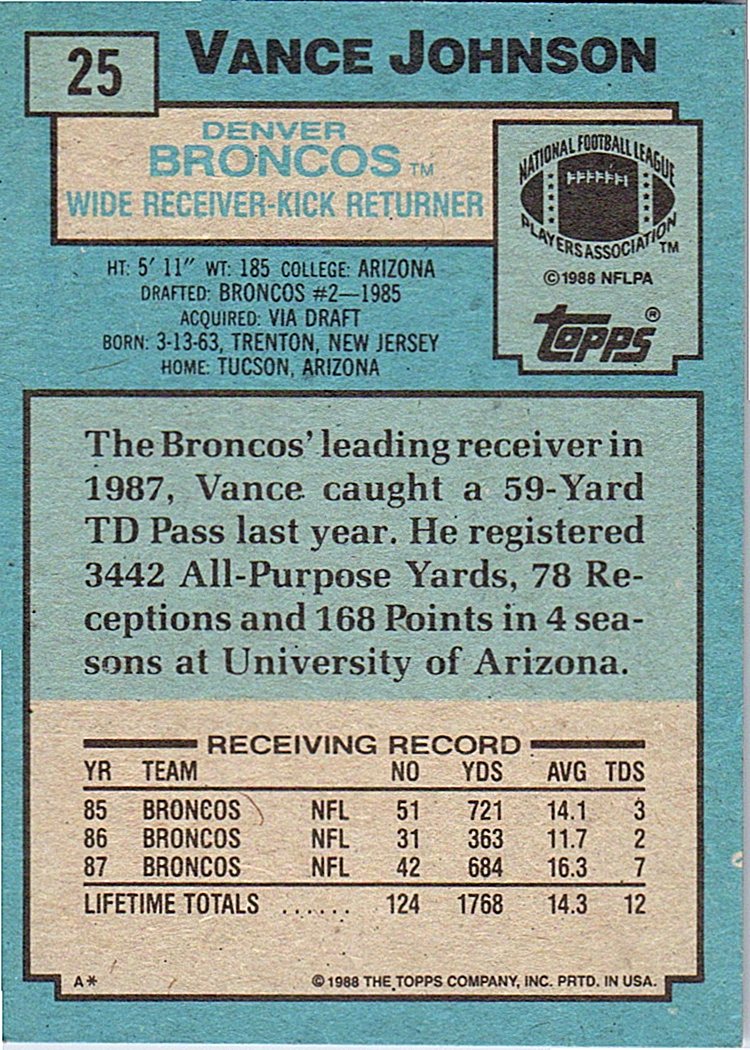 25
VANCE JOHNSON
DENVER
BRONCOS™
WIDE RECEIVER-KICK RETURNER
NATIONAL FOOTBALL LEAGUE
PLAYERS ASSOCIATION™
©1988 NFLPA
topps®
HT: 5' 11" WT: 185 COLLEGE: ARIZONA
DRAFTED: BRONCOS #2—1985
ACQUIRED: VIA DRAFT
BORN: 3-13-63, TRENTON, NEW JERSEY
HOME: TUCSON, ARIZONA
The Broncos' leading receiver in
1987, Vance caught a 59-Yard
TD Pass last year. He registered
3442 All-Purpose Yards, 78 Re-
ceptions and 168 Points in 4 sea-
sons at University of Arizona.
RECEIVING RECORD
YR TEAM NO YDS AVG TDS
85 BRONCOS NFL 51 721 14.1 3
86 BRONCOS NFL 31 363 11.7 2
87 BRONCOS NFL 42 684 16.3 7
LIFETIME TOTALS ...... 124 1768 14.3 12
A* ©1988 THE TOPPS COMPANY, INC. PRTD. IN USA.